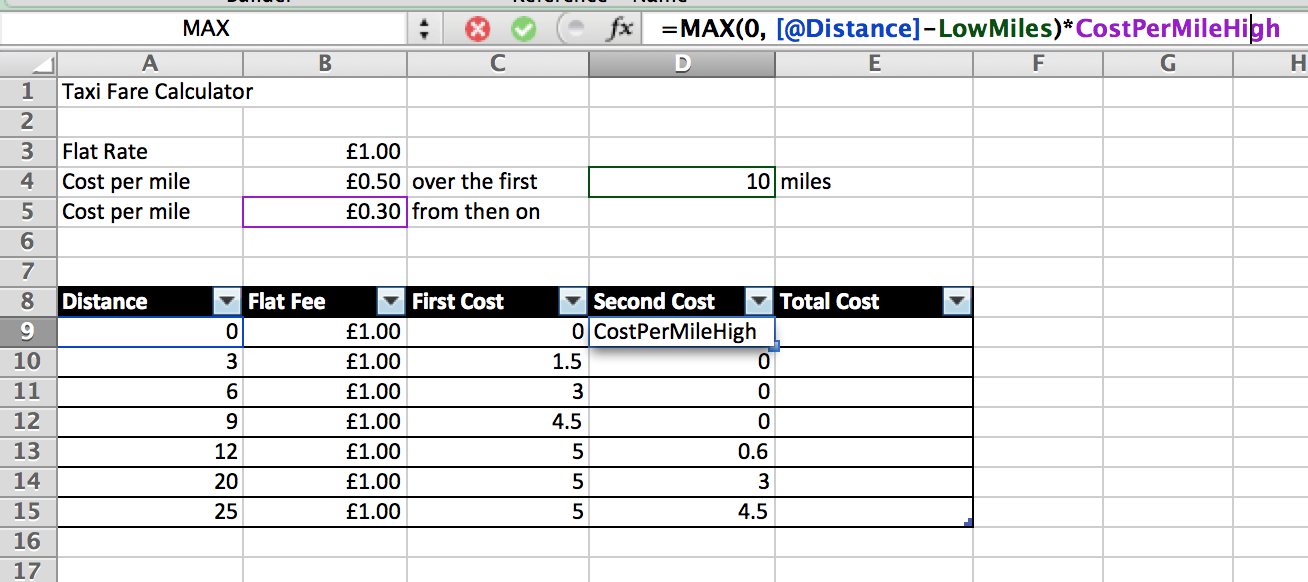 MAX fx =MAX(0, [@Distance]-LowMiles)*CostPerMileHigh
A B C D E F G H
1 Taxi Fare Calculator
2
3 Flat Rate £1.00
4 Cost per mile £0.50 over the first 10 miles
5 Cost per mile £0.30 from then on
6
7
8 Distance Flat Fee First Cost Second Cost Total Cost
9 0 £1.00 0 CostPerMileHigh
10 3 £1.00 1.5 0
11 6 £1.00 3 0
12 9 £1.00 4.5 0
13 12 £1.00 5 0.6
14 20 £1.00 5 3
15 25 £1.00 5 4.5
16
17